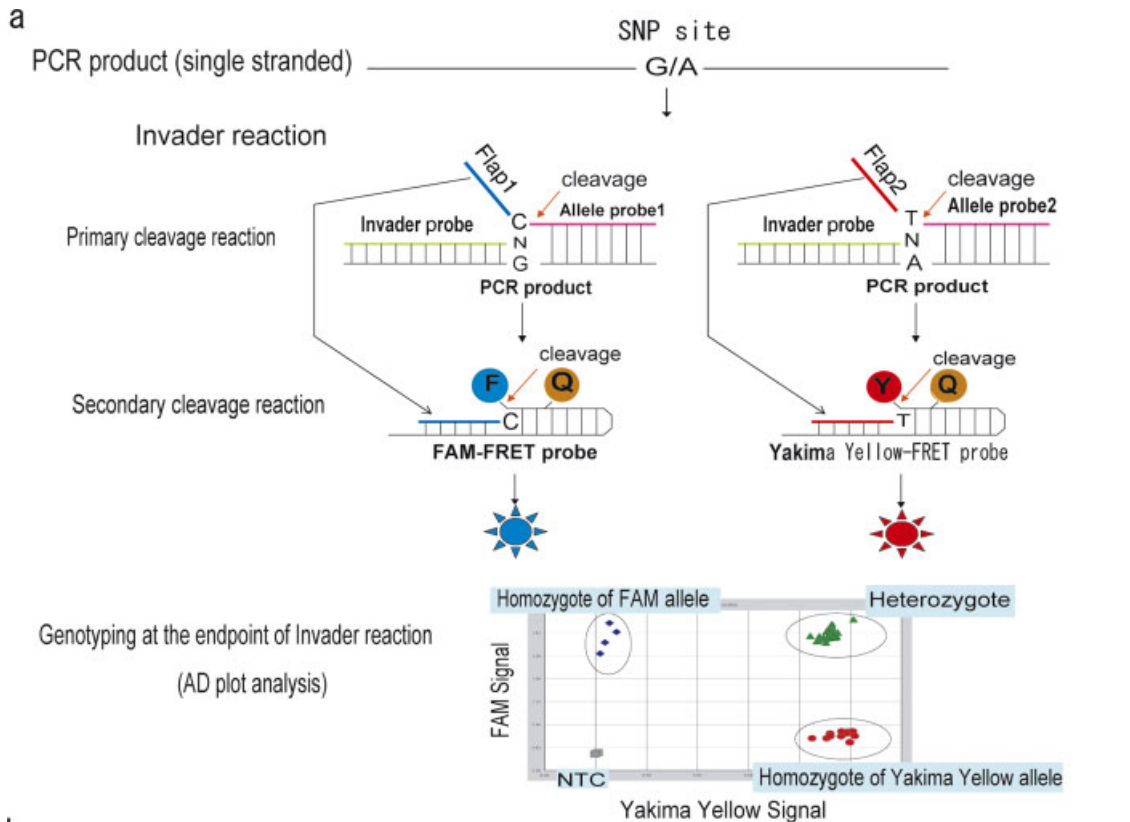 a
SNP site
PCR product (single stranded)
G/A
Invader reaction
Flap1
cleavage
Flap2
cleavage
C
Allele probe1
T
Allele probe2
Primary cleavage reaction
Invader probe
N
Invader probe
N
G
A
PCR product
PCR product
cleavage
cleavage
F
Q
Y
Q
Secondary cleavage reaction
C
T
FAM-FRET probe
Yakima Yellow-FRET probe
Homozygote of FAM allele
Heterozygote
Genotyping at the endpoint of Invader reaction
(AD plot analysis)
FAM Signal
NTC
Homozygote of Yakima Yellow allele
Yakima Yellow Signal